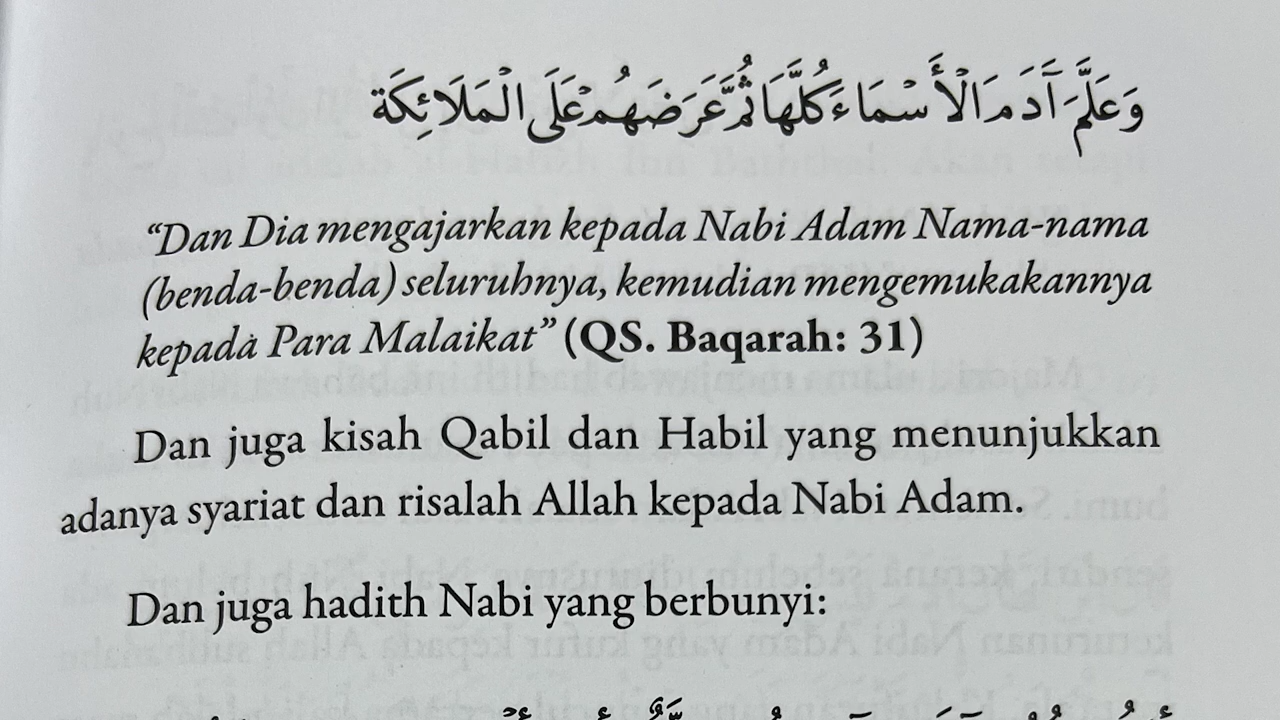 وَعَلَّمَ آدَمَ الْأَسْمَاءَ كُلَّهَا ثُمَّ عَرَضَهُمْ عَلَى الْمَلَائِكَة
“Dan Dia mengajarkan kepada Nabi Adam Nama-nama
(benda-benda) seluruhnya, kemudian mengemukakannya
kepada Para Malaikat” (QS. Baqarah: 31)
Dan juga kisah Qabil dan Habil yang menunjukkan
adanya syariat dan risalah Allah kepada Nabi Adam.
Dan juga hadith Nabi yang berbunyi: